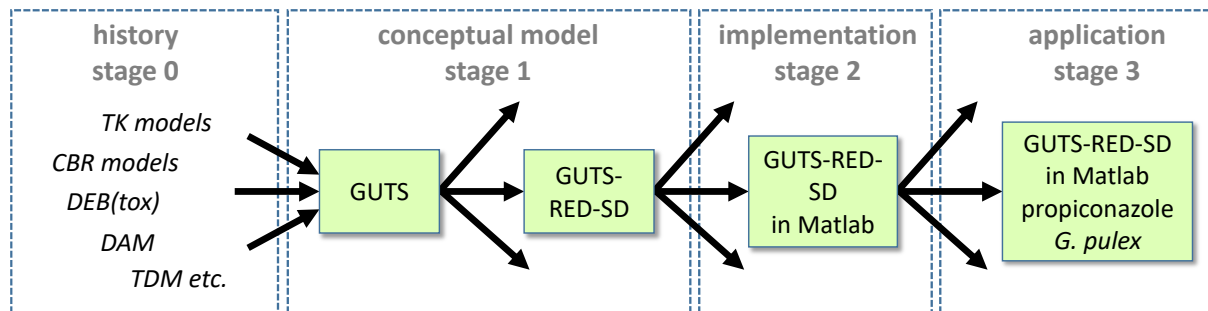 history
stage 0
conceptual model
stage 1
implementation
stage 2
application
stage 3
TK models
CBR models
DEB(tox)
DAM
TDM etc.
GUTS
GUTS-
RED-SD
GUTS-RED-
SD
in Matlab
GUTS-RED-SD
in Matlab
propiconazole
G. pulex